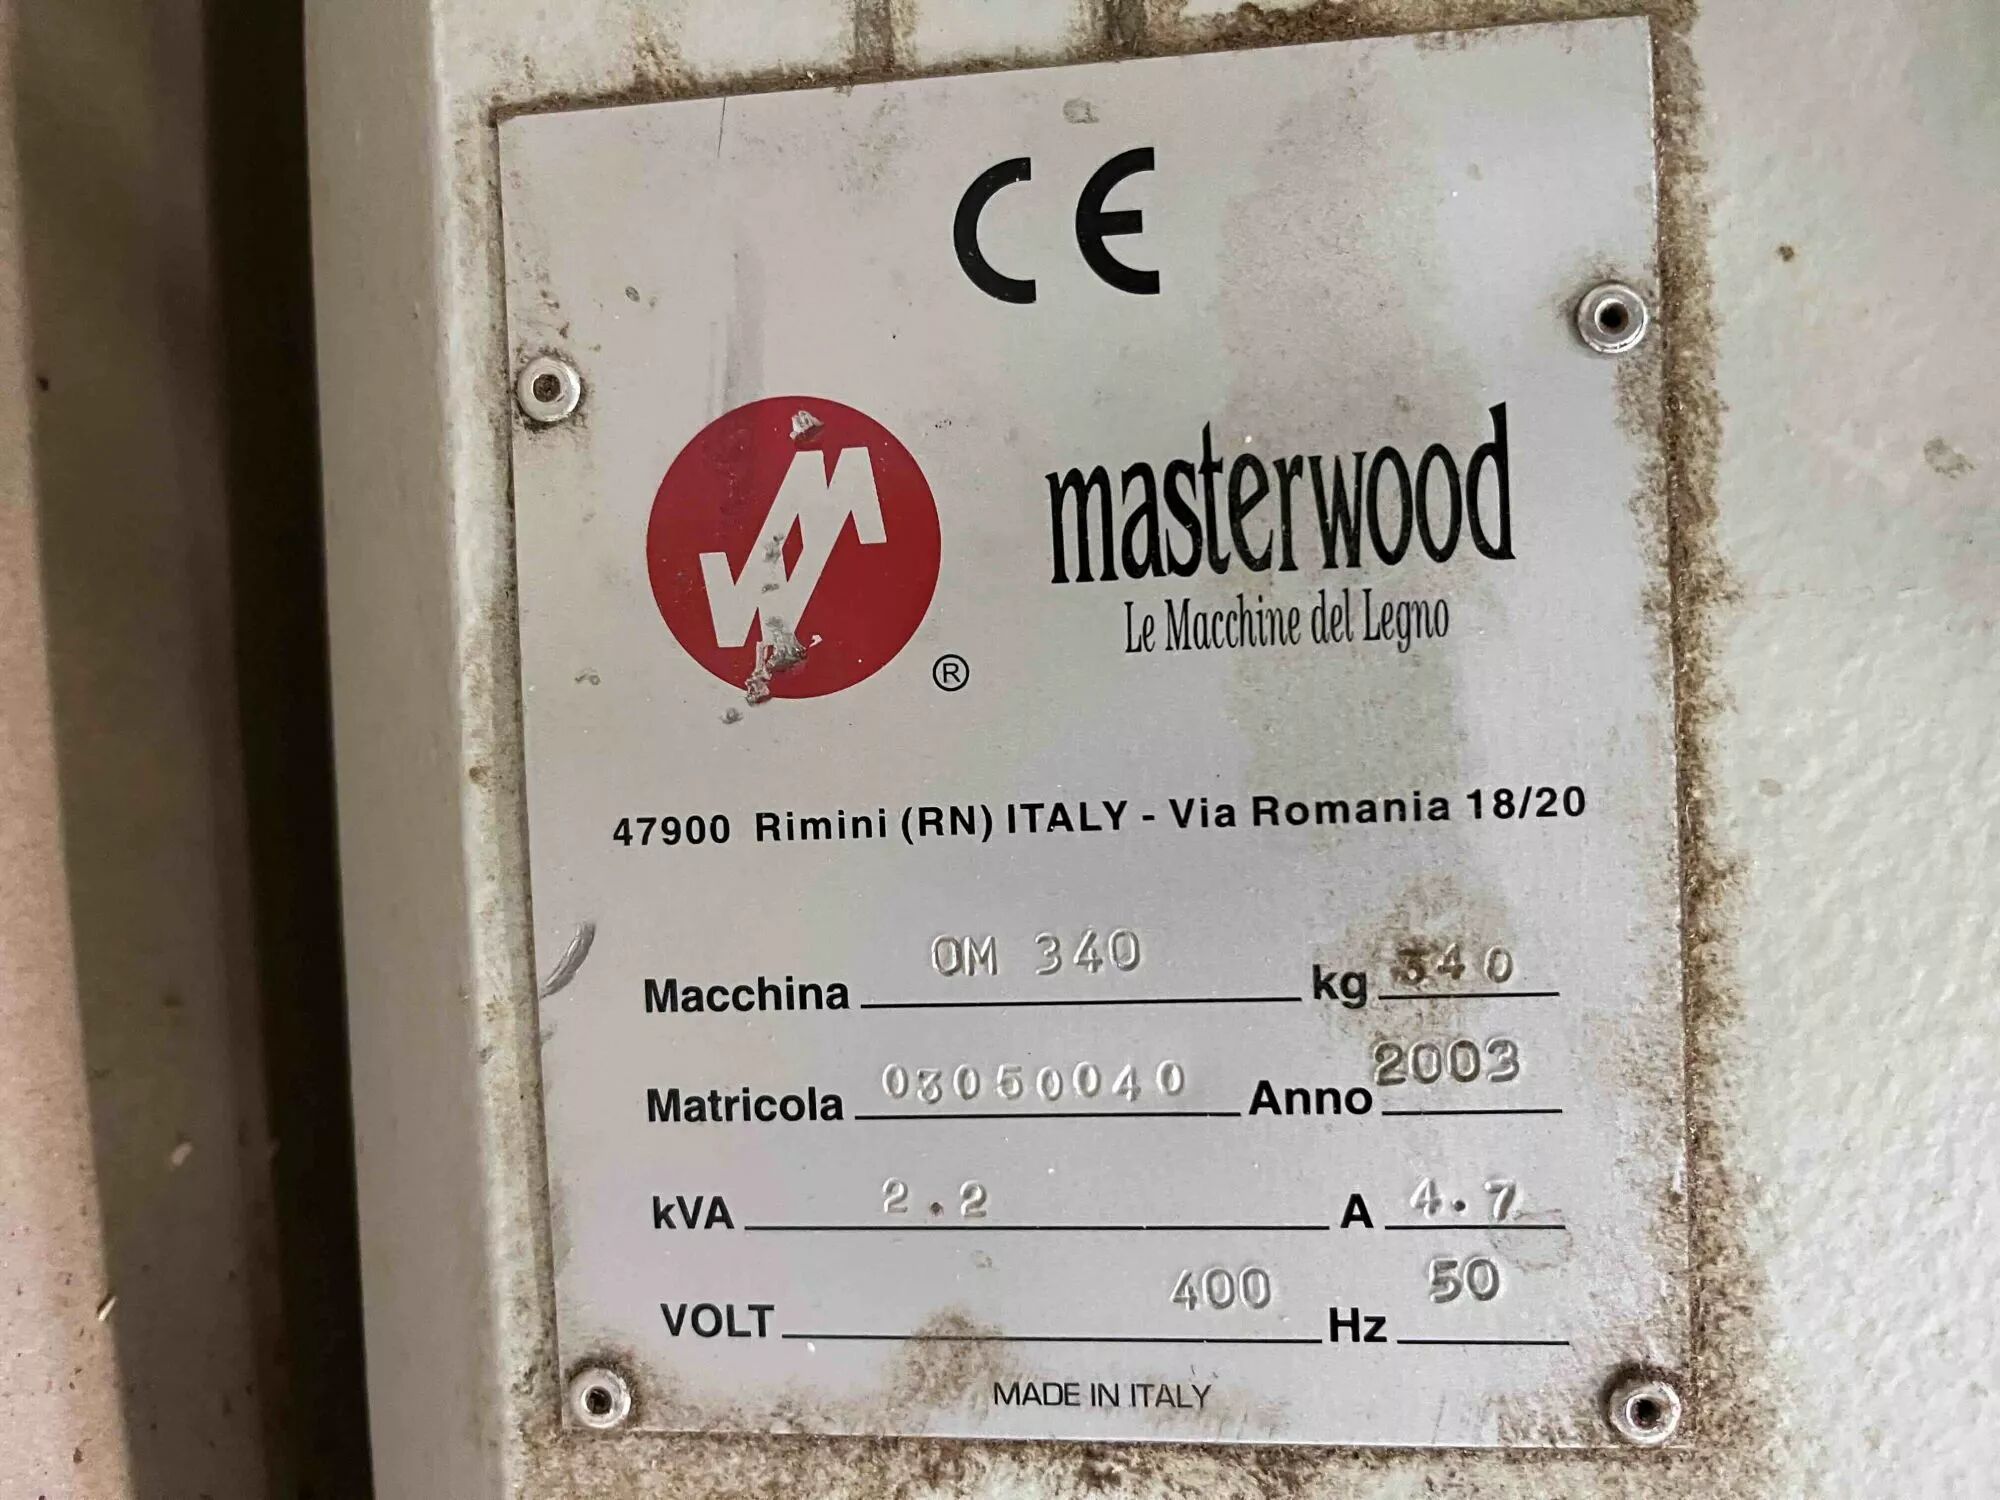 CE
masterwood
Le Macchine del Legno
®
47900 Rimini (RN) ITALY - Via Romania 18/20
Macchina OM 340 kg 340
Matricola 03050040 Anno 2003
kVA 2.2 A 4.7
VOLT 400 Hz 50
MADE IN ITALY